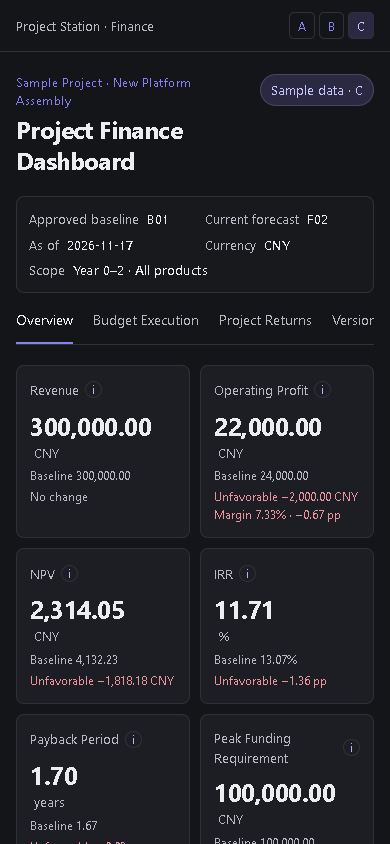 Project Station · Finance
A B C
Sample Project · New Platform
Assembly
Sample data · C
Project Finance
Dashboard
Approved baseline B01
Current forecast F02
As of 2026-11-17
Currency CNY
Scope Year 0–2 · All products
Overview Budget Execution Project Returns Version
Revenue i
300,000.00
CNY
Baseline 300,000.00
No change
Operating Profit i
22,000.00
CNY
Baseline 24,000.00
Unfavorable −2,000.00 CNY
Margin 7.33% · −0.67 pp
NPV i
2,314.05
CNY
Baseline 4,132.23
Unfavorable −1,818.18 CNY
IRR i
11.71
%
Baseline 13.07%
Unfavorable −1.36 pp
Payback Period i
1.70
years
Baseline 1.67
Peak Funding
Requirement i
100,000.00
CNY
Baseline 100,000.00